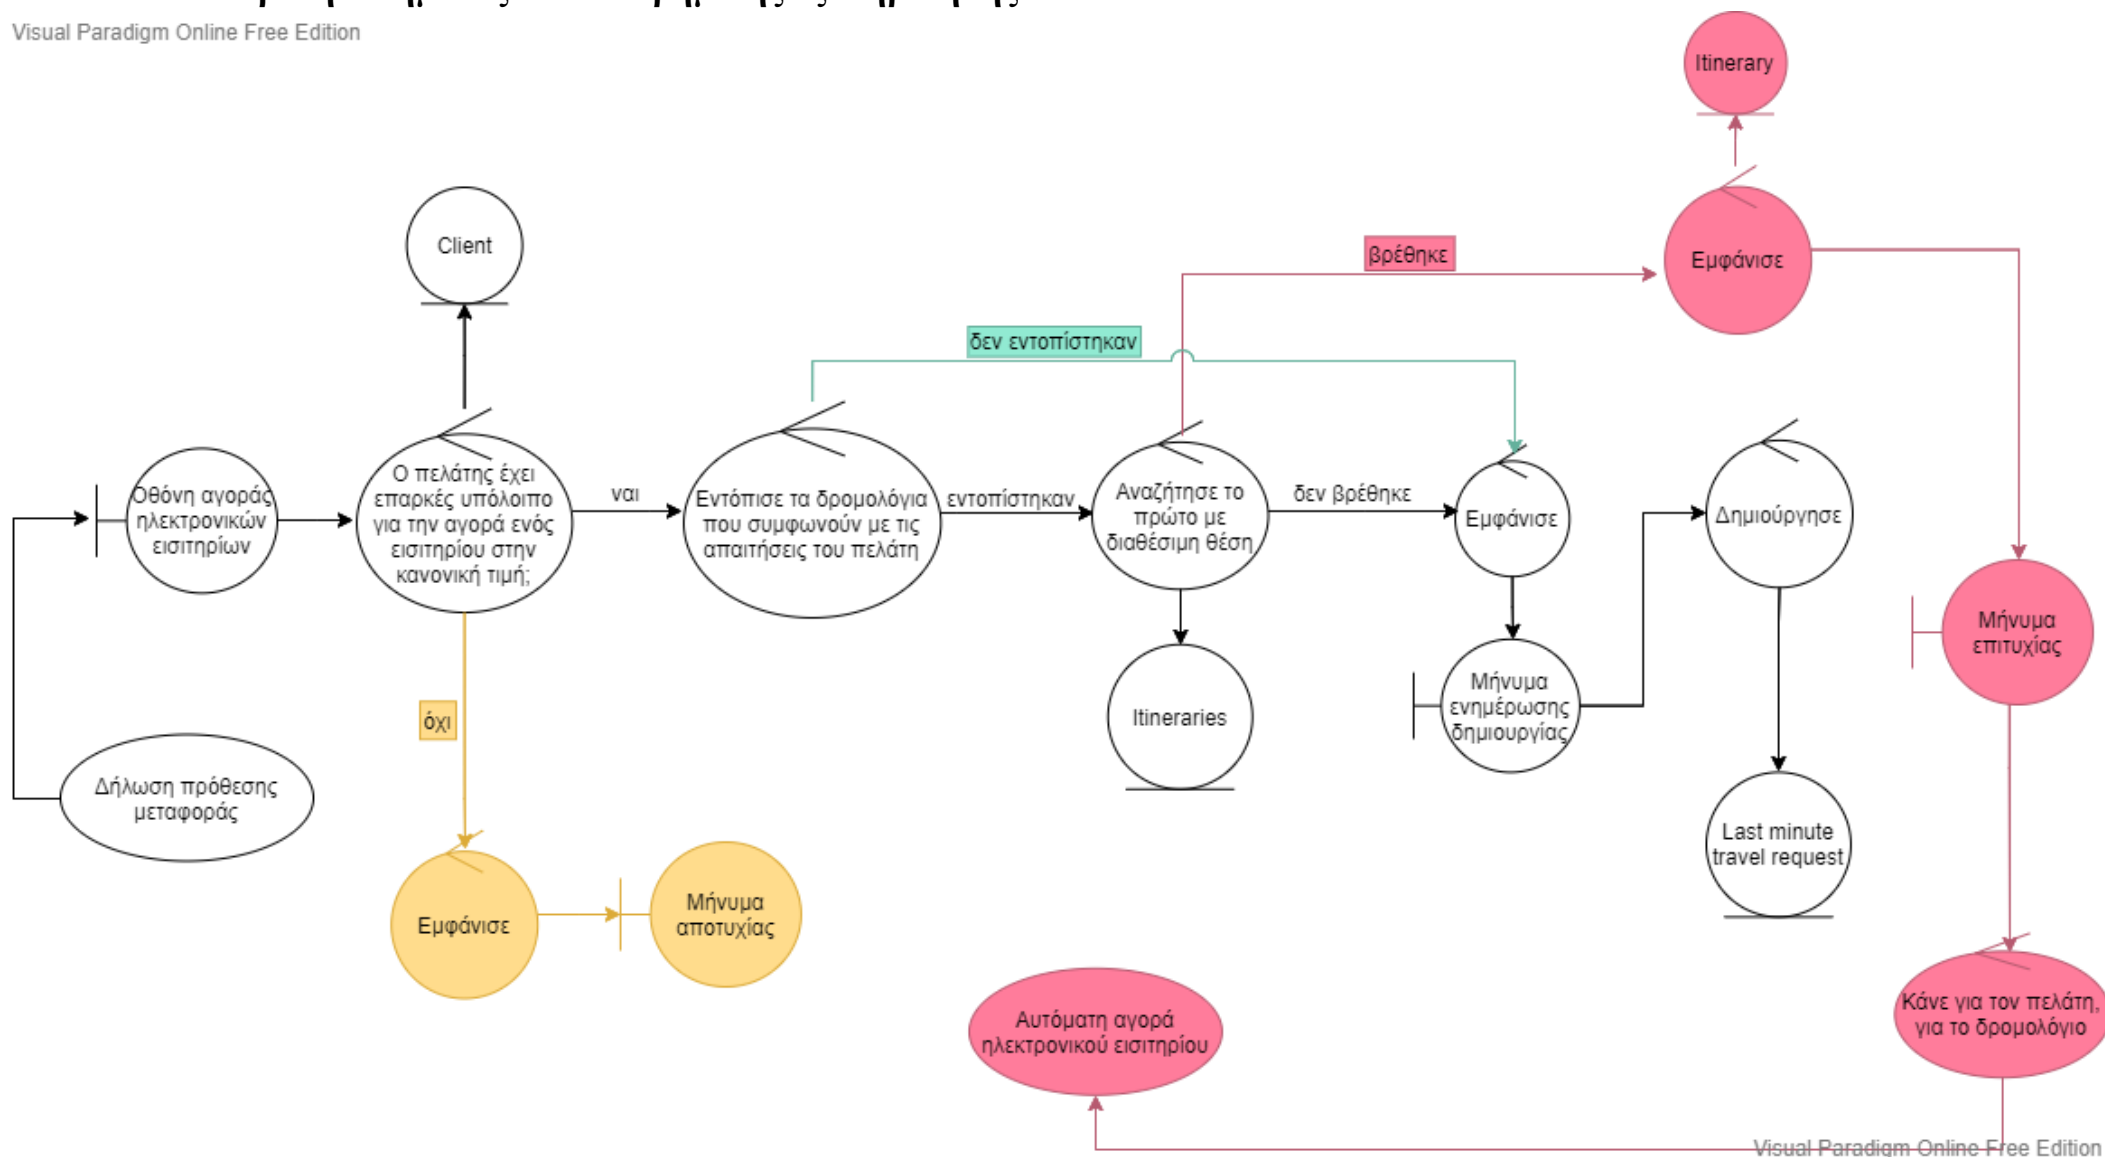 Visual Paradigm Online Free Edition
Itinerary
Client
βρέθηκε
Εμφάνισε
δεν εντοπίστηκαν
Οθόνη αγοράς
ηλεκτρονικών
εισιτηρίων
Ο πελάτης έχει
επαρκές υπόλοιπο
για την αγορά ενός
εισιτηρίου στην
κανονική τιμή;
ναι
Εντόπισε τα δρομολόγια
που συμφωνούν με τις
απαιτήσεις του πελάτη
εντοπίστηκαν
Αναζήτησε το
πρώτο με
διαθέσιμη θέση
δεν βρέθηκε
Εμφάνισε
Δημιούργησε
Μήνυμα
επιτυχίας
όχι
Itineraries
Μήνυμα
ενημέρωσης
δημιουργίας
Δήλωση πρόθεσης
μεταφοράς
Last minute
travel request
Εμφάνισε
Μήνυμα
αποτυχίας
Αυτόματη αγορά
ηλεκτρονικού εισιτηρίου
Κάνε για τον πελάτη,
για το δρομολόγιο
Visual Paradigm Online Free Edition